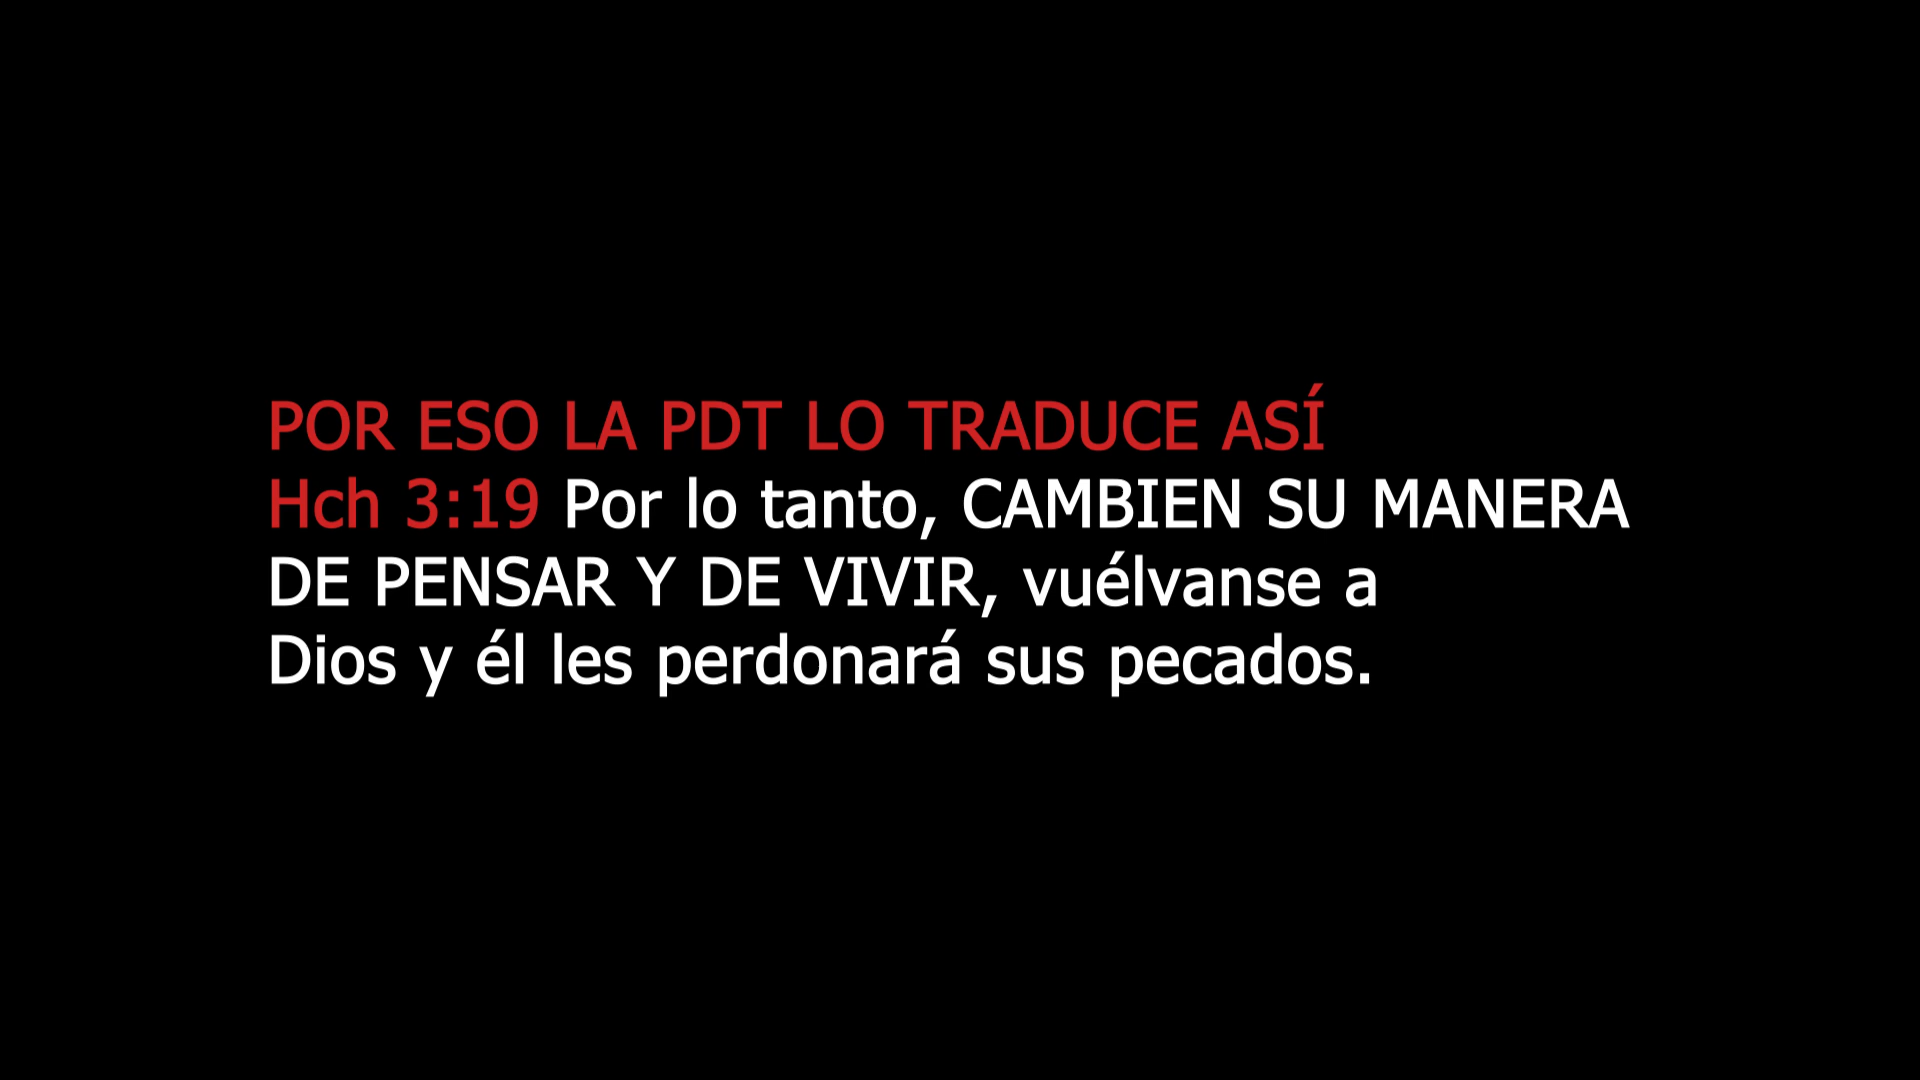 POR ESO LA PDT LO TRADUCE ASÍ
Hch 3:19 Por lo tanto, CAMBIEN SU MANERA
DE PENSAR Y DE VIVIR, vuélvanse a
Dios y él les perdonará sus pecados.